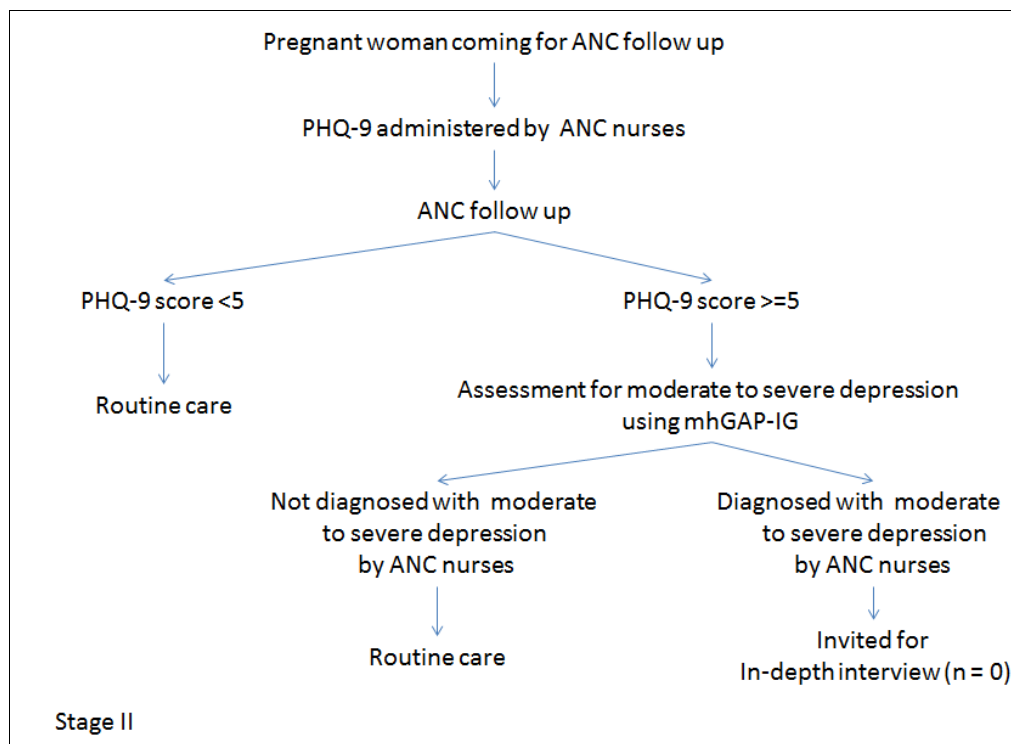 Pregnant woman coming for ANC follow up
PHQ-9 administered by ANC nurses
ANC follow up
PHQ-9 score <5
PHQ-9 score >=5
Routine care
Assessment for moderate to severe depression
using mhGAP-IG
Not diagnosed with moderate
to severe depression
by ANC nurses
Diagnosed with moderate
to severe depression
by ANC nurses
Routine care
Invited for
In-depth interview (n = 0)
Stage II